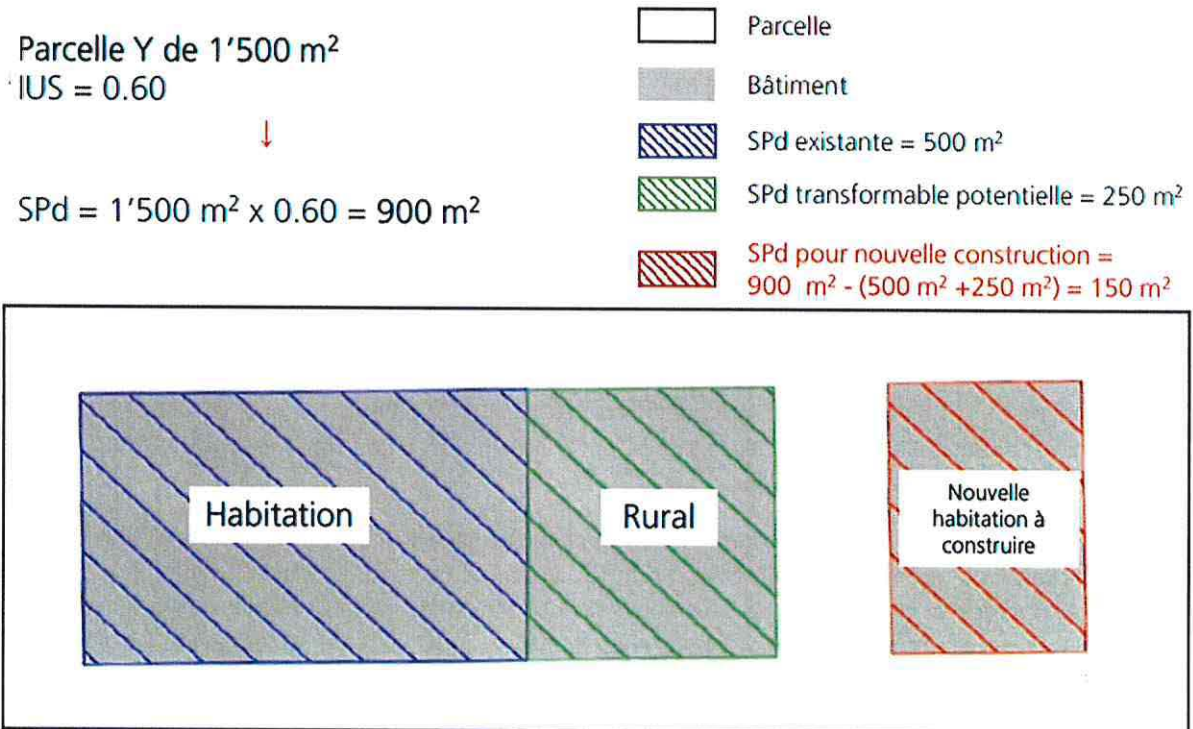 Parcelle Y de 1'500 m²
IUS = 0.60
↓
SPd = 1'500 m² x 0.60 = 900 m²
Parcelle
Bâtiment
SPd existante = 500 m²
SPd transformable potentielle = 250 m²
SPd pour nouvelle construction =
900 m² - (500 m² +250 m²) = 150 m²
Habitation
Rural
Nouvelle
habitation à
construire